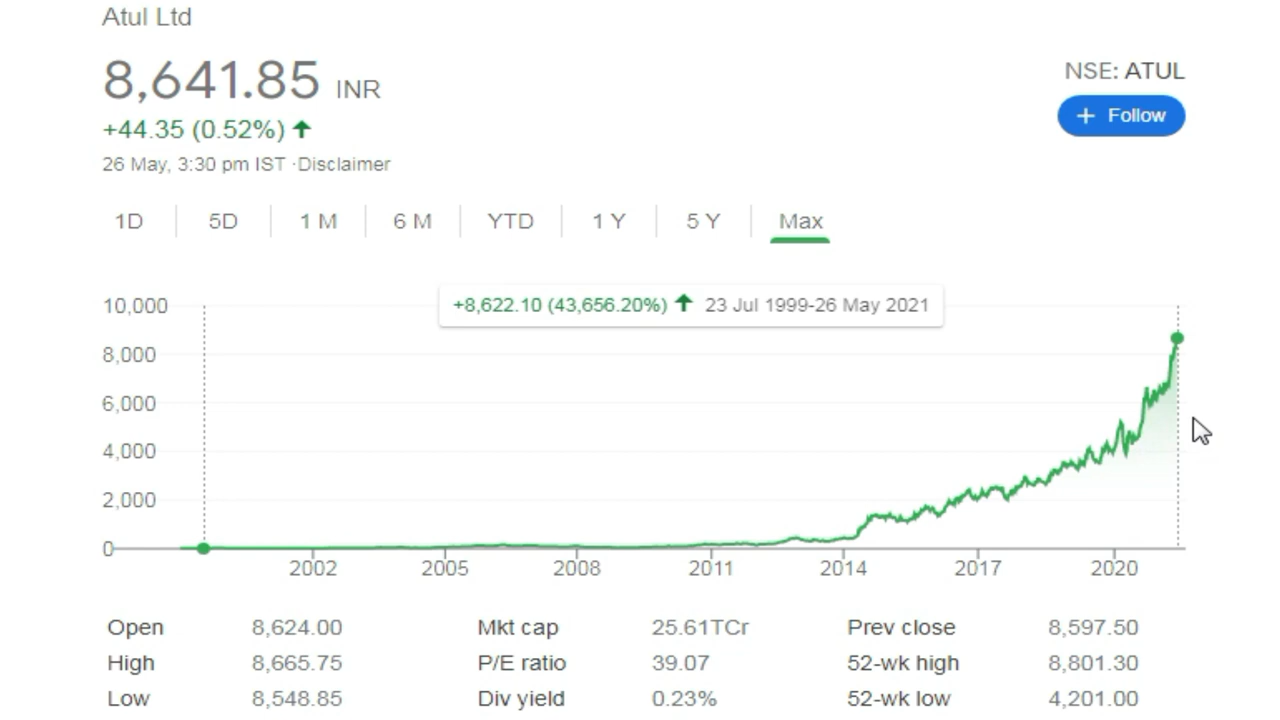 Atul Ltd
8,641.85 INR
NSE: ATUL
+44.35 (0.52%) ↑
+ Follow
26 May, 3:30 pm IST ·Disclaimer
1D 5D 1 M 6 M YTD 1 Y 5 Y Max
+8,622.10 (43,656.20%) ↑ 23 Jul 1999-26 May 2021
10,000
8,000
6,000
4,000
2,000
0
2002 2005 2008 2011 2014 2017 2020
Open 8,624.00 Mkt cap 25.61TCr Prev close 8,597.50
High 8,665.75 P/E ratio 39.07 52-wk high 8,801.30
Low 8,548.85 Div yield 0.23% 52-wk low 4,201.00